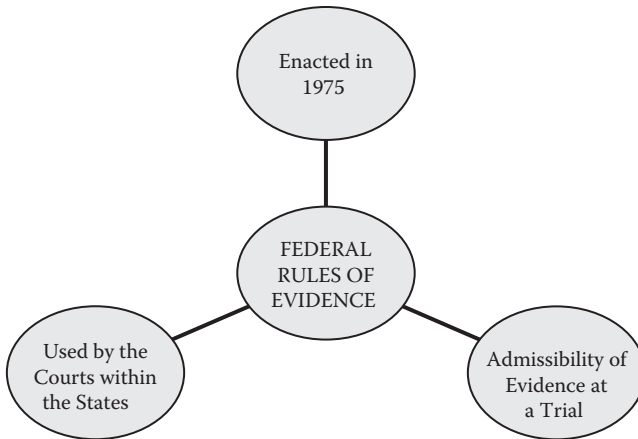 Enacted in
1975
FEDERAL
RULES OF
EVIDENCE
Used by the
Courts within
the States
Admissibility of
Evidence at
a Trial